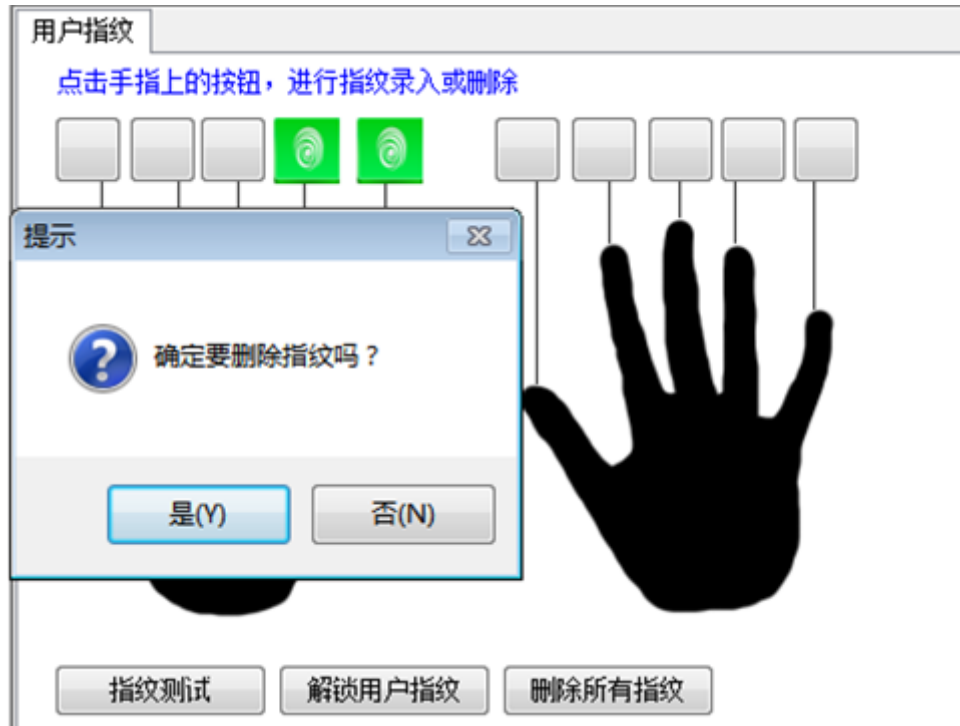 用户指纹
点击手指上的按钮，进行指纹录入或删除
提示
确定要删除指纹吗？
是(Y)
否(N)
指纹测试
解锁用户指纹
删除所有指纹